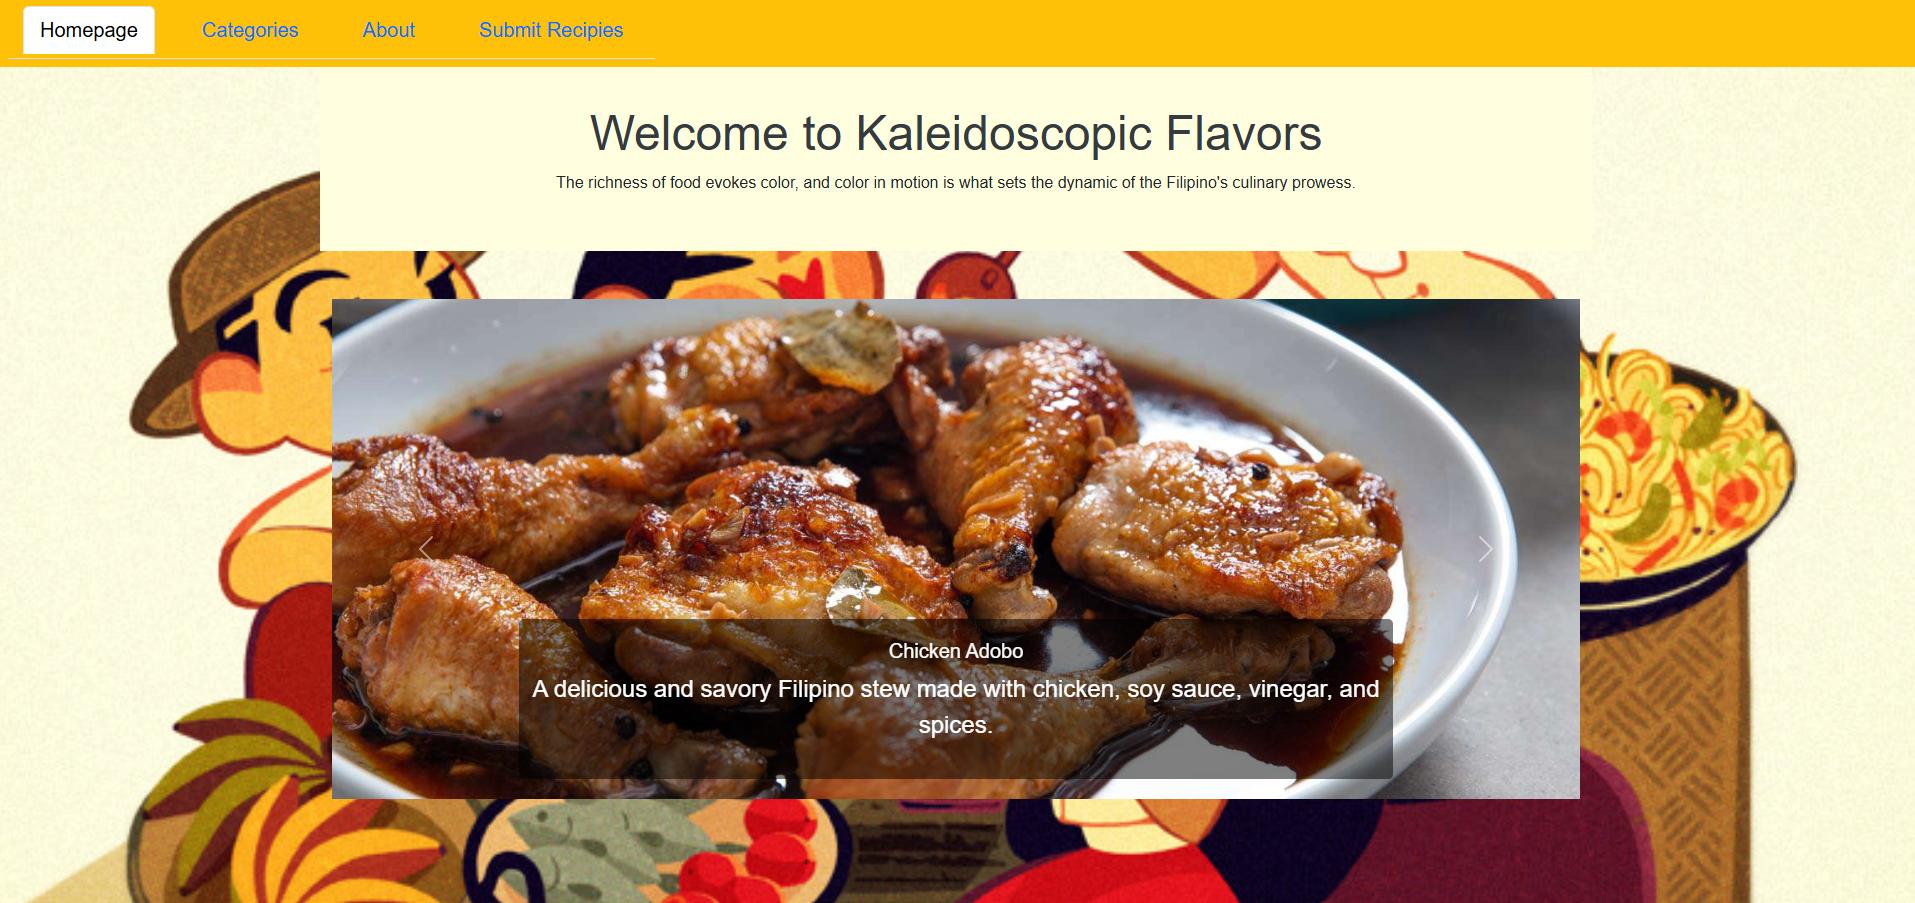 Homepage Categories About Submit Recipies
Welcome to Kaleidoscopic Flavors
The richness of food evokes color, and color in motion is what sets the dynamic of the Filipino's culinary prowess.
Chicken Adobo
A delicious and savory Filipino stew made with chicken, soy sauce, vinegar, and
spices.